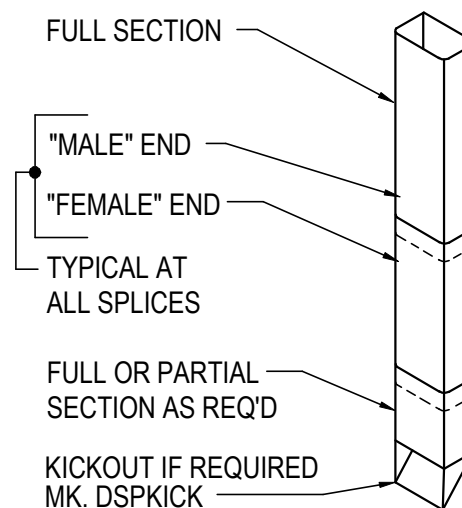 FULL SECTION
"MALE" END
"FEMALE" END
TYPICAL AT
ALL SPLICES
FULL OR PARTIAL
SECTION AS REQ'D
KICKOUT IF REQUIRED
MK. DSPKICK